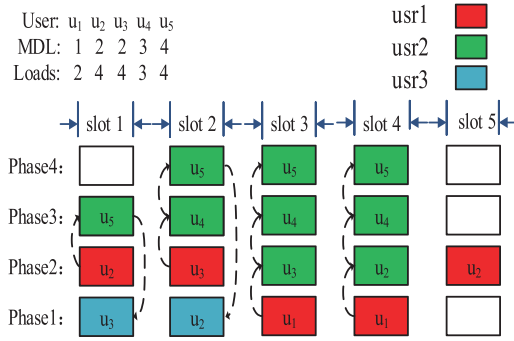 User: u1 u2 u3 u4 u5
MDL: 1 2 2 3 4
Loads: 2 4 4 3 4
usr1
usr2
usr3
slot 1 slot 2 slot 3 slot 4 slot 5
Phase4: u5 u5 u5
Phase3: u5 u4 u4 u4
Phase2: u2 u3 u3 u2 u2
Phase1: u3 u2 u1 u1